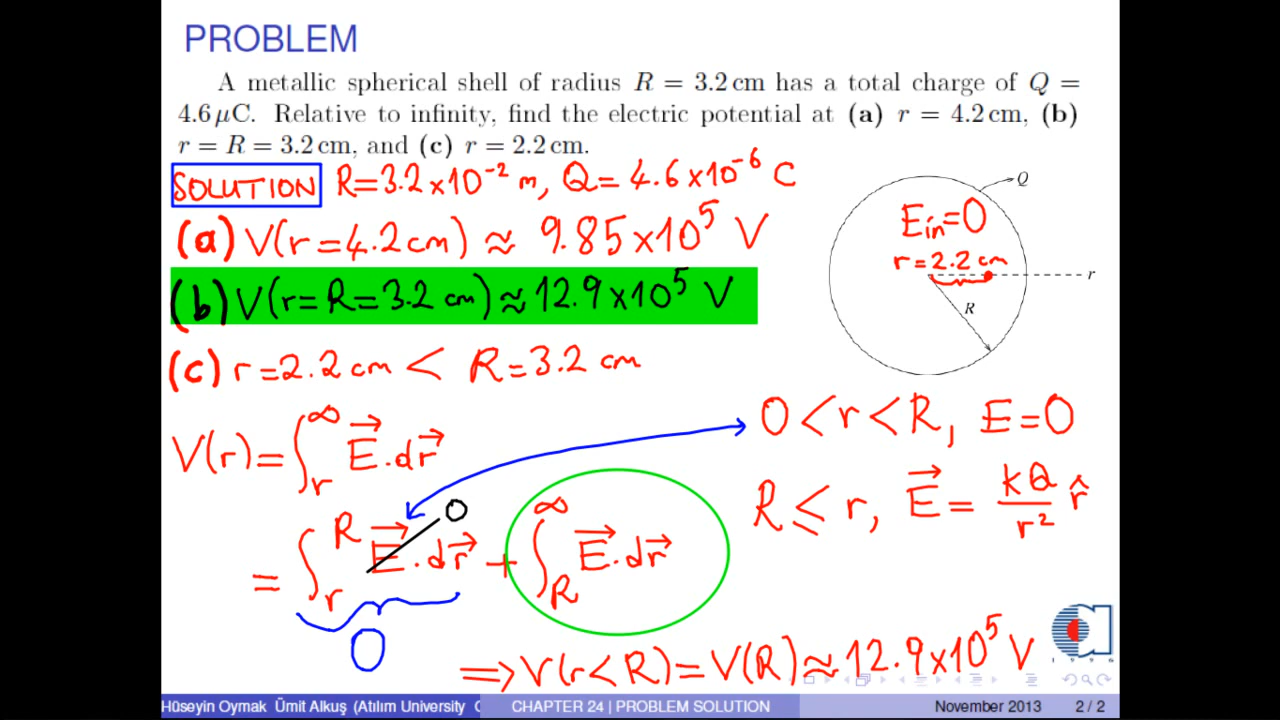 PROBLEM
A metallic spherical shell of radius R = 3.2 cm has a total charge of Q =
4.6 μC. Relative to infinity, find the electric potential at (a) r = 4.2 cm, (b)
r = R = 3.2 cm, and (c) r = 2.2 cm.
SOLUTION R=3.2×10⁻² m, Q=4.6×10⁻⁶ C
(a) V(r=4.2cm) ≈ 9.85×10⁵ V
(b) V(r=R=3.2 cm) ≈ 12.9×10⁵ V
(c) r=2.2 cm < R=3.2 cm
Q
E_in=0
r=2.2 cm
r
R
V(r)=∫_r^∞ E⃗.dr⃗
0<r<R, E=0
R≤r, E⃗=kQ/r² r̂
=∫_r^R E⃗.dr⃗ + ∫_R^∞ E⃗.dr⃗
0
0
⟹V(r<R)=V(R)≈12.9×10⁵ V
1996
Hüseyin Oymak Ümit Alkuş (Atılım University
CHAPTER 24 | PROBLEM SOLUTION
November 2013
2 / 2